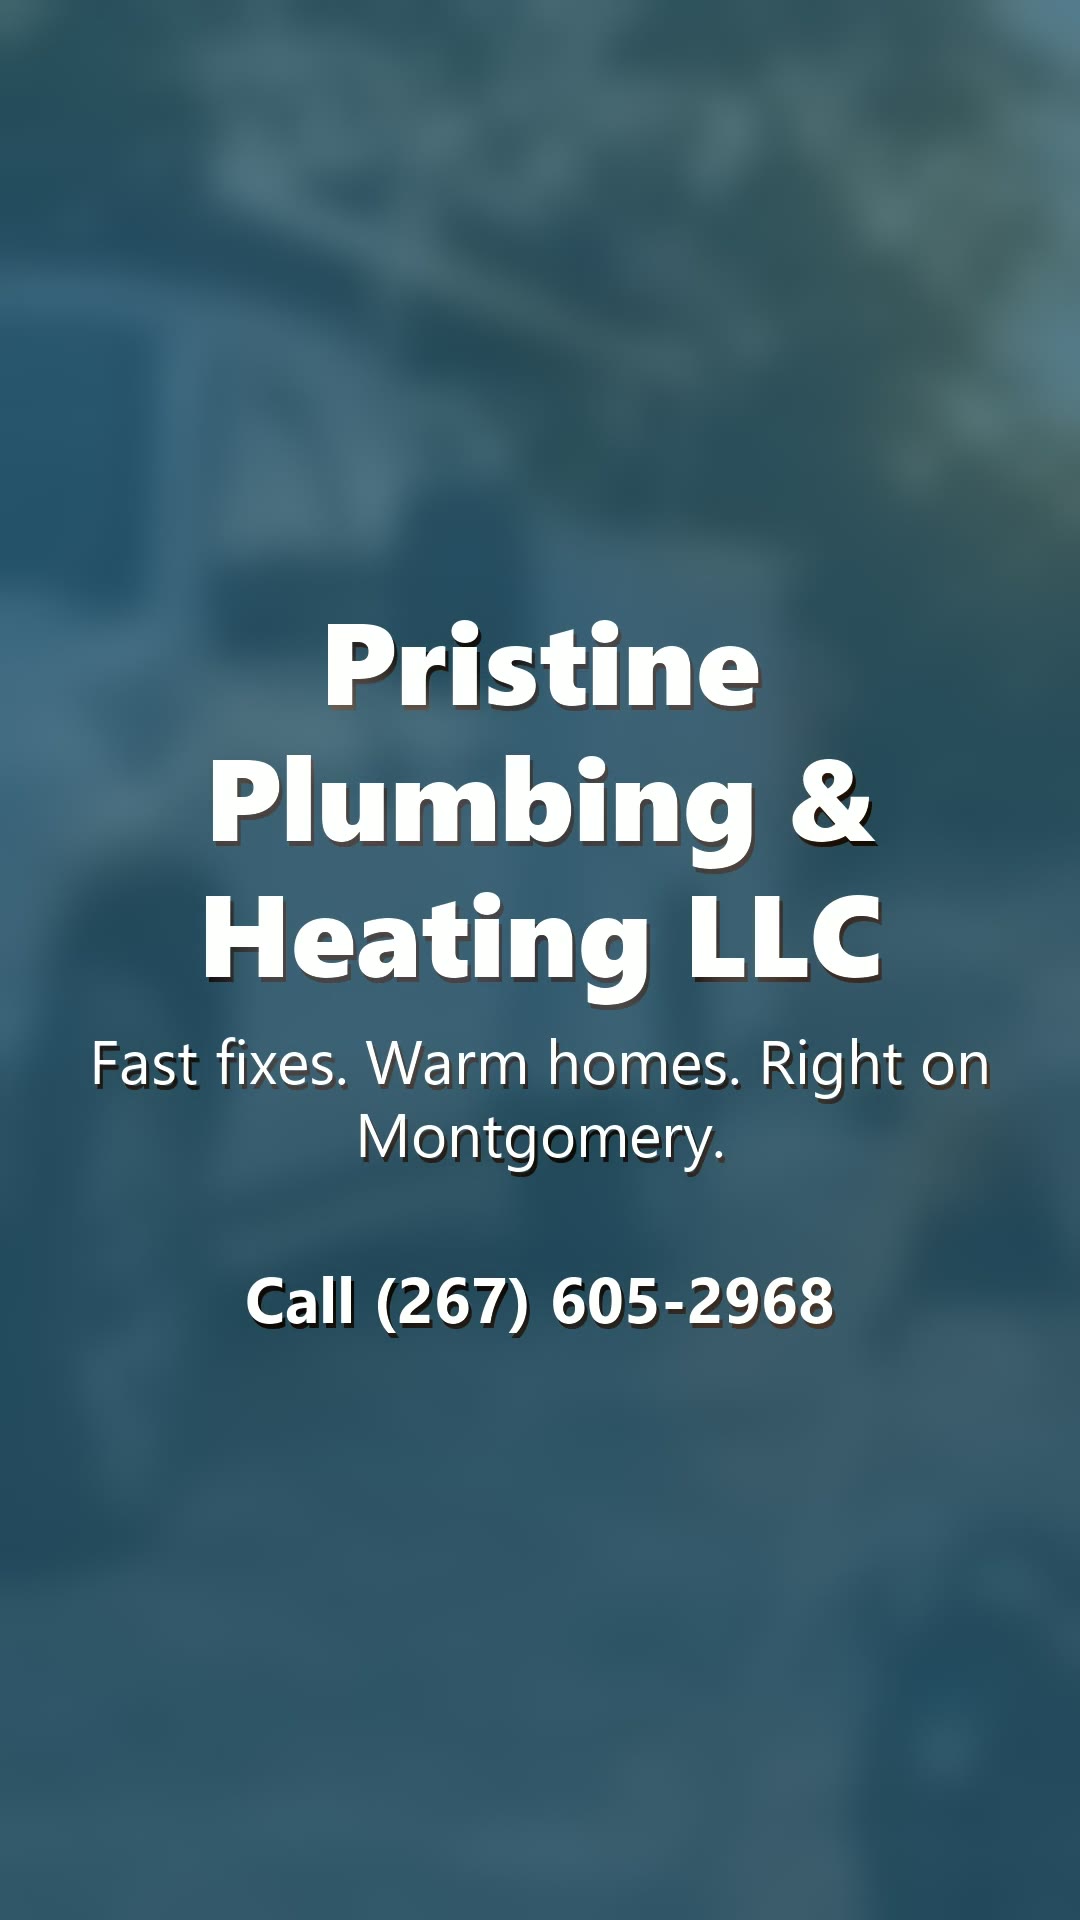 Pristine
Plumbing &
Heating LLC
Fast fixes. Warm homes. Right on
Montgomery.
Call (267) 605-2968